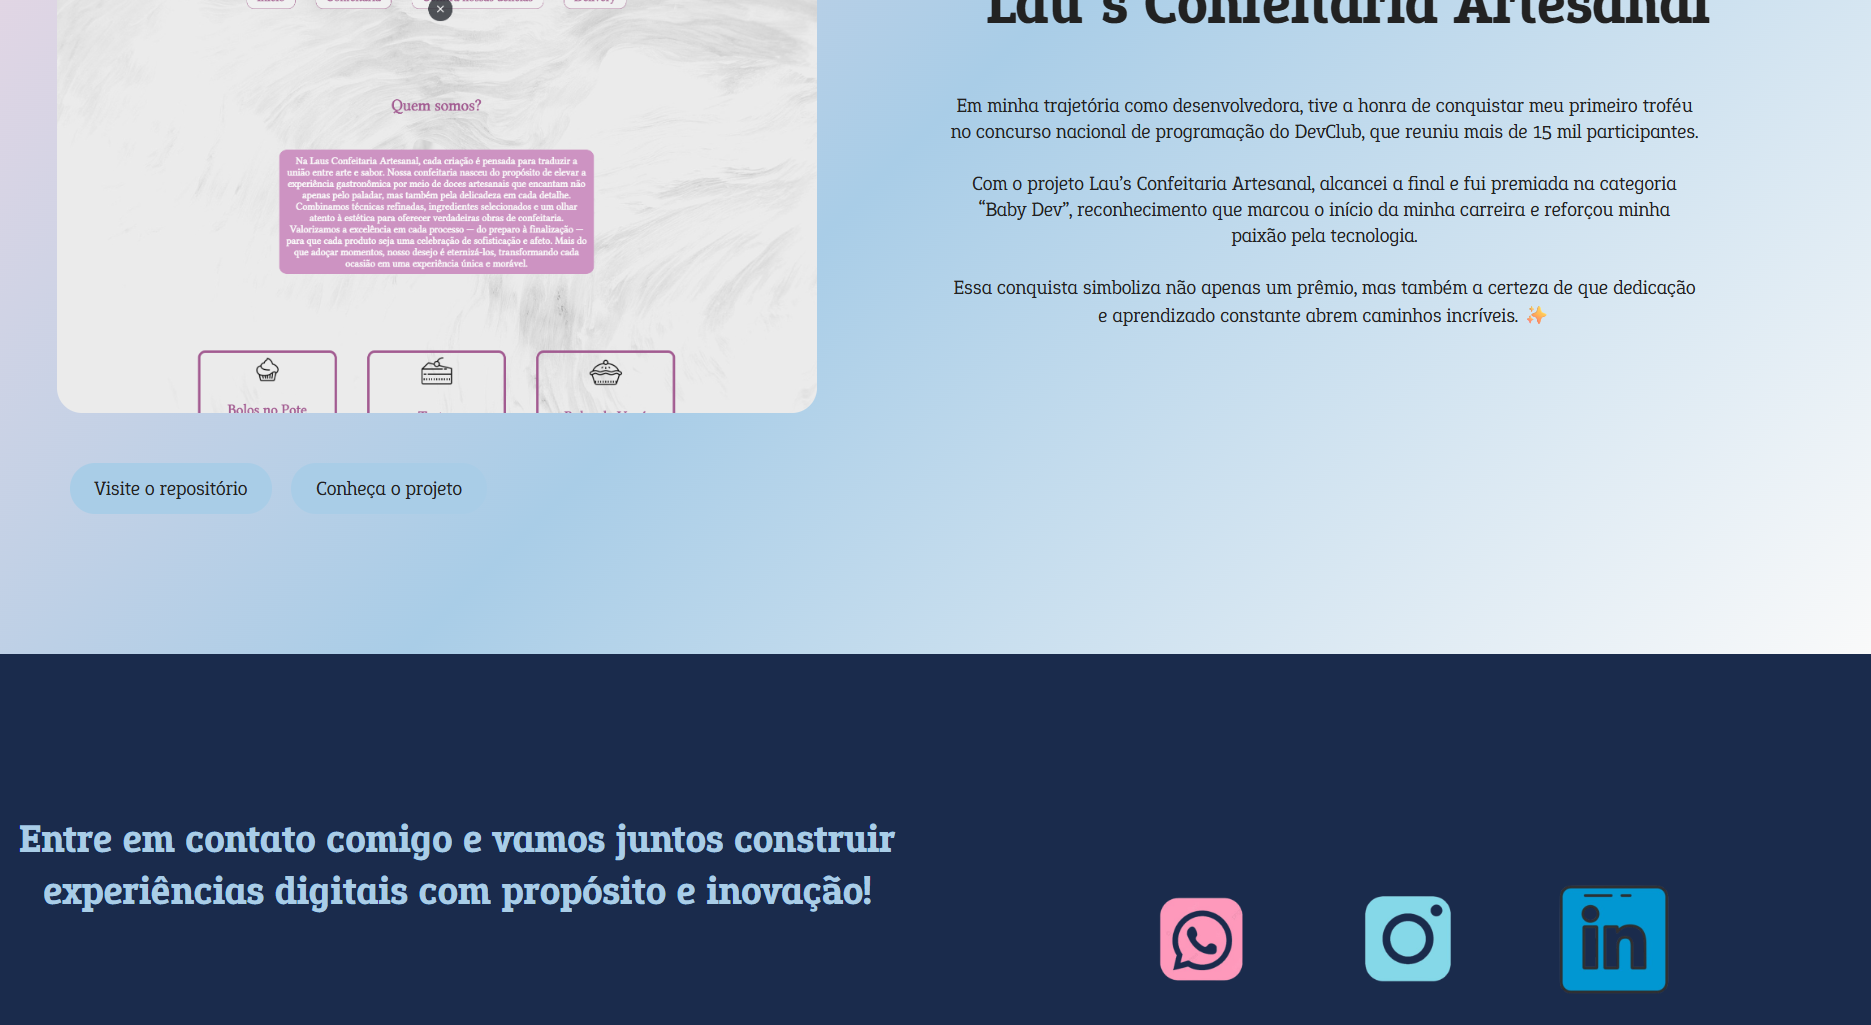 Lau's Confeitaria Artesanal
Quem somos?
Na Laus Confeitaria Artesanal, cada criação é pensada para traduzir a
união entre arte e sabor. Nossa confeitaria nasceu do propósito de elevar a
experiência gastronômica por meio de doces artesanais que encantam não
apenas pelo paladar, mas também pela delicadeza em cada detalhe.
Combinamos técnicas refinadas, ingredientes selecionados e um olhar
atento à estética para oferecer verdadeiras obras de confeitaria.
Valorizamos a excelência em cada processo — do preparo à finalização —
para que cada produto seja uma celebração de sofisticação e afeto. Mais do
que adoçar momentos, nosso desejo é eternizá-los, transformando cada
ocasião em uma experiência única e morável.
Bolos no Pote
Visite o repositório
Conheça o projeto
Em minha trajetória como desenvolvedora, tive a honra de conquistar meu primeiro troféu
no concurso nacional de programação do DevClub, que reuniu mais de 15 mil participantes.
Com o projeto Lau’s Confeitaria Artesanal, alcancei a final e fui premiada na categoria
“Baby Dev”, reconhecimento que marcou o início da minha carreira e reforçou minha
paixão pela tecnologia.
Essa conquista simboliza não apenas um prêmio, mas também a certeza de que dedicação
e aprendizado constante abrem caminhos incríveis. ✨
Entre em contato comigo e vamos juntos construir
experiências digitais com propósito e inovação!
in